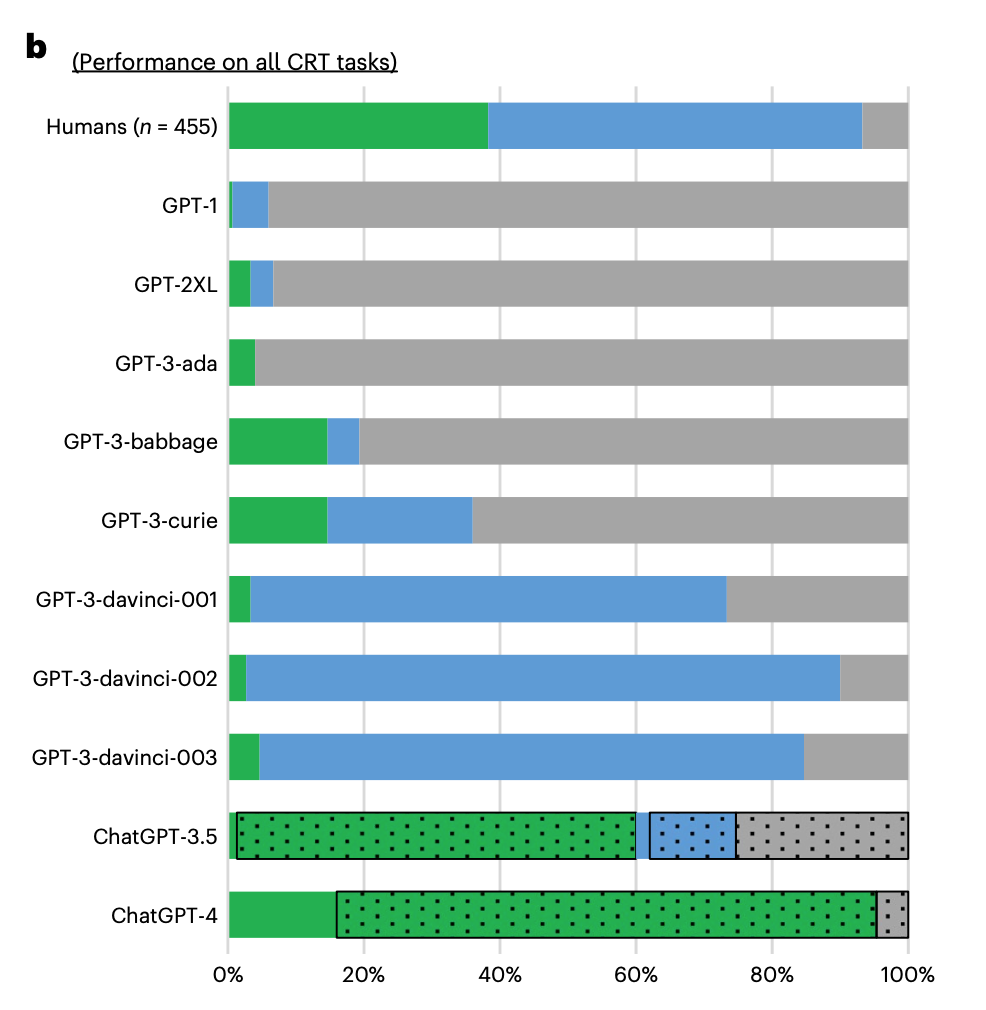 b
(Performance on all CRT tasks)
Humans (n = 455)
GPT-1
GPT-2XL
GPT-3-ada
GPT-3-babbage
GPT-3-curie
GPT-3-davinci-001
GPT-3-davinci-002
GPT-3-davinci-003
ChatGPT-3.5
ChatGPT-4
0% 20% 40% 60% 80% 100%